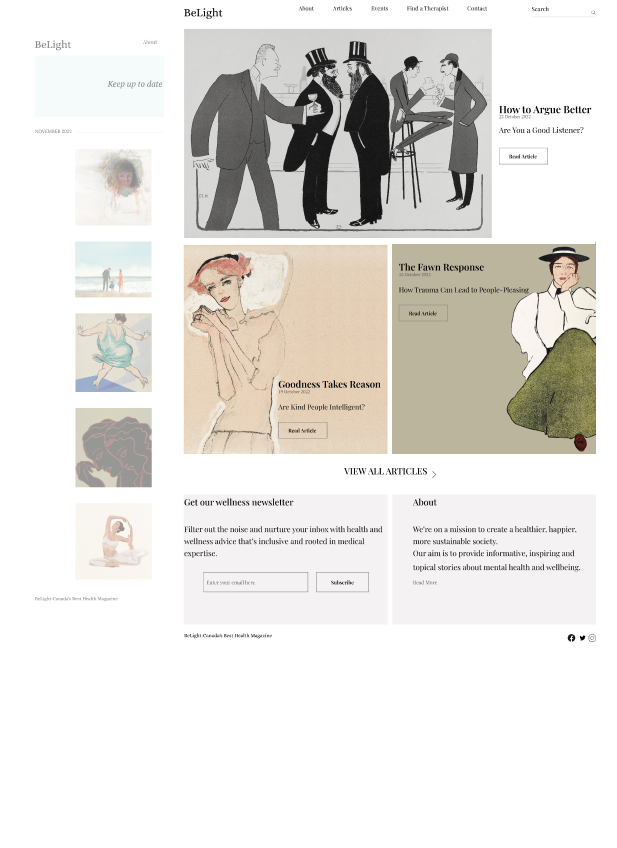 BeLight
About
Keep up to date
NOVEMBER 2022
BeLight-Canada's Best Health Magazine
BeLight
About
Articles
Events
Find a Therapist
Contact
Search
How to Argue Better
22 October 2022
Are You a Good Listener?
Read Article
Goodness Takes Reason
19 October 2022
Are Kind People Intelligent?
Read Article
The Fawn Response
How Trauma Can Lead to People-Pleasing
Read Article
VIEW ALL ARTICLES
Get our wellness newsletter
Filter out the noise and nurture your inbox with health and
wellness advice that's inclusive and rooted in medical
expertise.
Enter your email here
Subscribe
About
We're on a mission to create a healthier, happier,
more sustainable society.
Our aim is to provide informative, inspiring and
topical stories about mental health and wellbeing.
Read More
BeLight-Canada's Best Health Magazine